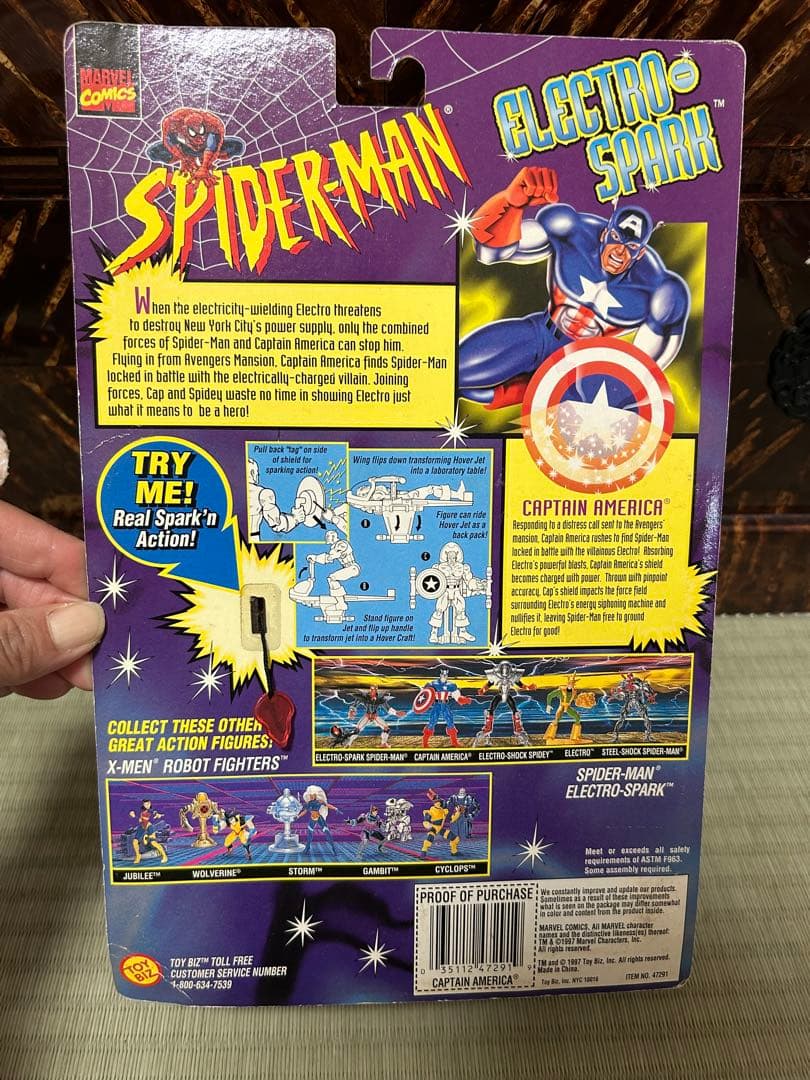 MARVEL
COMICS
SPIDER-MAN®
ELECTRO-
SPARK™
A
When the electricity-wielding Electro threatens
to destroy New York City's power supply, only the combined
forces of Spider-Man and Captain America can stop him.
Flying in from Avengers Mansion, Captain America finds Spider-Man
locked in battle with the electrically-charged villain. Joining
forces, Cap and Spidey waste no time in showing Electro just
what it means to be a hero!
TRY
ME!
Real Spark'n
Action!
Pull back "tag" on side
of shield for
sparking action!
Wing flips down transforming Hover Jet
into a laboratory table!
Figure can ride
Hover Jet as a
back pack!
Stand figure on
Jet and flip up handle
to transform jet into a Hover Craft!
CAPTAIN AMERICA®
Responding to a distress call sent to the Avengers'
mansion, Captain America rushes to find Spider-Man
locked in battle with the villainous Electro! Absorbing
Electro's powerful blasts, Captain America's shield
becomes charged with power. Thrown with pinpoint
accuracy, Cap's shield impacts the force field
surrounding Electro's energy siphoning machine and
nullifies it, leaving Spider-Man free to ground
Electro for good!
COLLECT THESE OTHER
GREAT ACTION FIGURES!
X-MEN® ROBOT FIGHTERS™
JUBILEE™ WOLVERINE® STORM™ GAMBIT™ CYCLOPS™
ELECTRO-SPARK SPIDER-MAN® CAPTAIN AMERICA® ELECTRO-SHOCK SPIDEY™ ELECTRO™ STEEL-SHOCK SPIDER-MAN®
SPIDER-MAN®
ELECTRO-SPARK™
Meet or exceeds all safety
requirements of ASTM F963.
Some assembly required.
PROOF OF PURCHASE
0 35112 47291 9
CAPTAIN AMERICA®
We constantly improve and update our products.
Sometimes as a result of these improvements
what is seen on the package may differ somewhat
in color and content from the product inside.
MARVEL COMICS, All MARVEL character
names and the distinctive likeness(es) thereof:
TM & ©1997 Marvel Characters, Inc.
All rights reserved.
TM and © 1997 Toy Biz, Inc. All rights reserved.
Made in China.
Toy Biz, Inc. NYC 10016
ITEM NO. 47291
TOY
BIZ
TOY BIZ™ TOLL FREE
CUSTOMER SERVICE NUMBER
1-800-634-7539